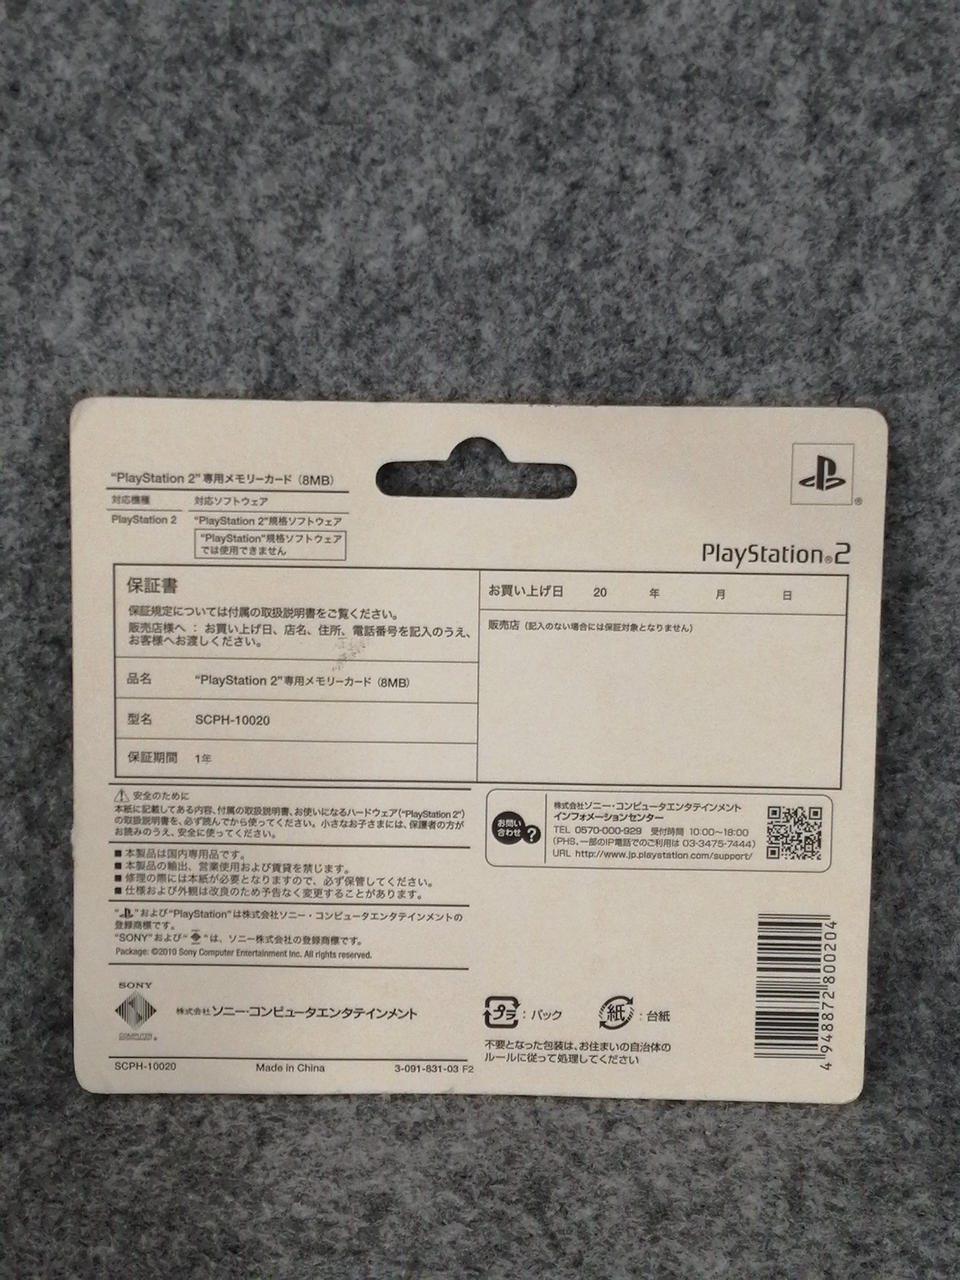 “PlayStation 2”専用メモリーカード（8MB）
対応機種 対応ソフトウェア
PlayStation 2 “PlayStation 2”規格ソフトウェア
“PlayStation”規格ソフトウェア
では使用できません
®
PlayStation®2
保証書
保証規定については付属の取扱説明書をご覧ください。
販売店様へ：お買い上げ日、店名、住所、電話番号を記入のうえ、
お客様へお渡しください。
品名 “PlayStation 2”専用メモリーカード（8MB）
型名 SCPH-10020
保証期間 1年
お買い上げ日 20 年 月 日
販売店（記入のない場合には保証対象となりません）
安全のために
本紙に記載してある内容、付属の取扱説明書、お使いになるハードウェア（“PlayStation 2”）
の取扱説明書を、必ず読んでから使ってください。小さなお子さまには、保護者の方が
お読みのうえ、安全に使ってください。
■本製品は国内専用品です。
■本製品の輸出、営業使用および賃貸を禁じます。
■修理の際には本紙が必要となりますので、必ず保管してください。
■仕様および外観は改良のため予告なく変更することがあります。
“ ”および“PlayStation”は株式会社ソニー・コンピュータエンタテインメントの
登録商標です。
“SONY”および“ ”は、ソニー株式会社の登録商標です。
Package: ©2010 Sony Computer Entertainment Inc. All rights reserved.
SONY
COMPUTER
株式会社ソニー・コンピュータエンタテインメント
SCPH-10020 Made in China 3-091-831-03 F2
お問い
合わせ ?
株式会社ソニー・コンピュータエンタテインメント
インフォメーションセンター
TEL 0570-000-929 受付時間 10:00〜18:00
（PHS、一部のIP電話でのご利用は 03-3475-7444）
URL http://www.jp.playstation.com/support/
プラ：パック 紙：台紙
不要となった包装は、お住まいの自治体の
ルールに従って処理してください
4 948872 800204